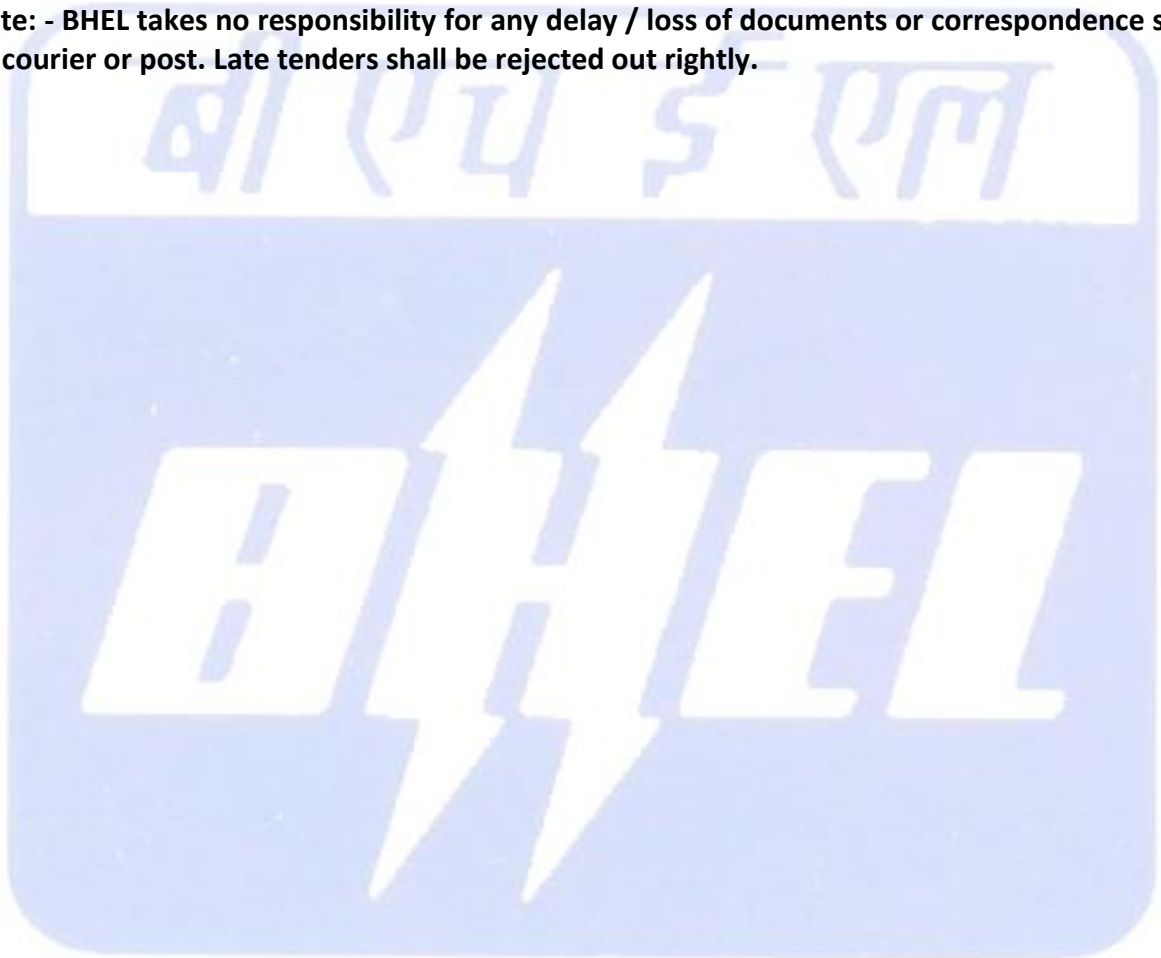 te: - BHEL takes no responsibility for any delay / loss of documents or correspondence s
courier or post. Late tenders shall be rejected out rightly.
बी एच ई एल
BHEL